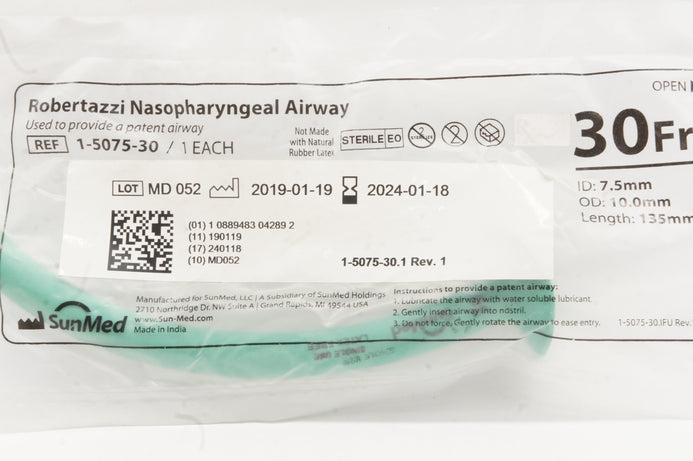 OPEN
Robertazzi Nasopharyngeal Airway
Used to provide a patent airway
REF 1-5075-30 / 1 EACH
Not Made
with Natural
Rubber Latex
STERILE EO
2
30Fr
ID: 7.5mm
OD: 10.0mm
Length: 135mm
LOT MD 052 2019-01-19 2024-01-18
(01) 1 0889483 04289 2
(11) 190119
(17) 240118
(10) MD052
1-5075-30.1 Rev. 1
Manufactured for SunMed, LLC | A Subsidiary of SunMed Holdings
2710 Northridge Dr. NW Suite A | Grand Rapids, MI 49544 USA
www.Sun-Med.com
Made in India
SunMed
Instructions to provide a patent airway:
1. Lubricate the airway with water soluble lubricant.
2. Gently insert airway into nostril.
3. Do not force, Gently rotate the airway to ease entry.
1-5075-30.IFU Rev.
LATEX FREE
SINGLE USE